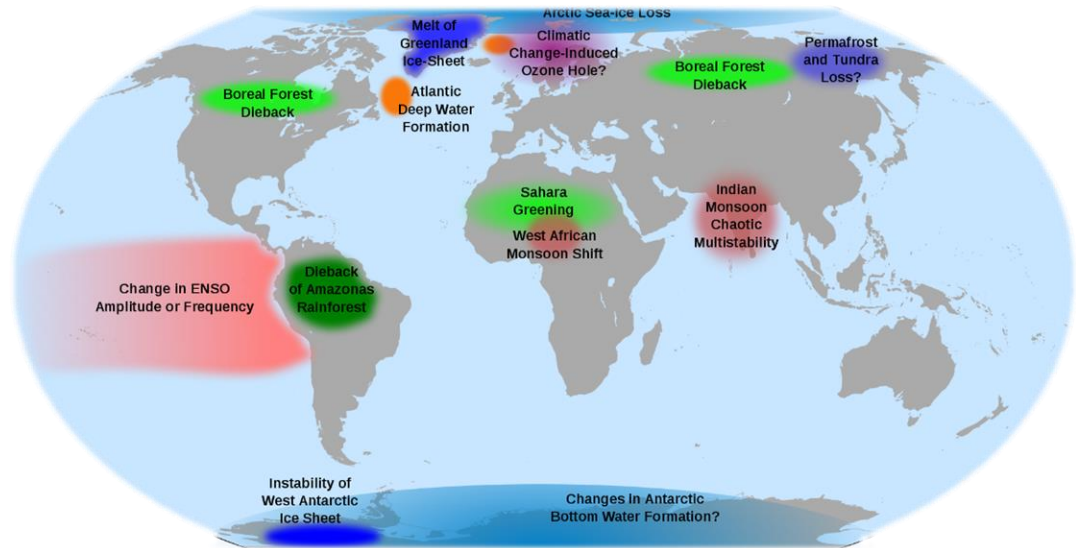 Arctic Sea-Ice Loss
Melt of
Greenland
Ice-Sheet
Climatic
Change-Induced
Ozone Hole?
Boreal Forest
Dieback
Permafrost
and Tundra
Loss?
Boreal Forest
Dieback
Atlantic
Deep Water
Formation
Sahara
Greening
West African
Monsoon Shift
Indian
Monsoon
Chaotic
Multistability
Change in ENSO
Amplitude or Frequency
Dieback
of Amazonas
Rainforest
Instability of
West Antarctic
Ice Sheet
Changes in Antarctic
Bottom Water Formation?